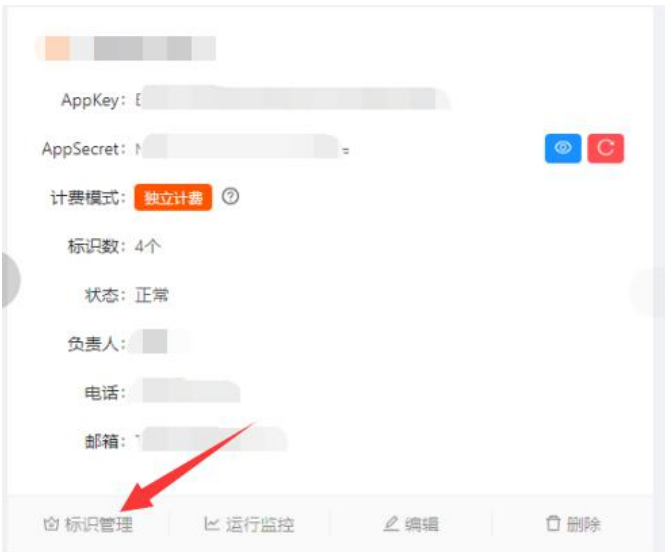 AppKey:
AppSecret:
计费模式: 独立计费
标识数: 4个
状态: 正常
负责人:
电话:
邮箱:
标识管理 运行监控 编辑 删除